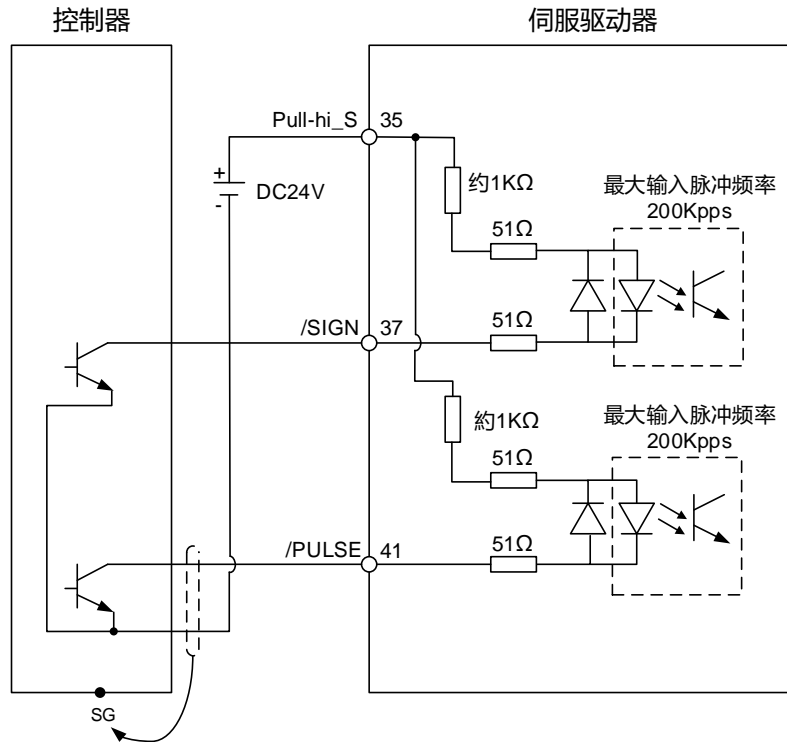 控制器
伺服驱动器
Pull-hi_S
35
+
DC24V
-
约1KΩ
最大输入脉冲频率
200Kpps
51Ω
/SIGN
37
51Ω
約1KΩ
最大输入脉冲频率
200Kpps
51Ω
/PULSE
41
51Ω
SG